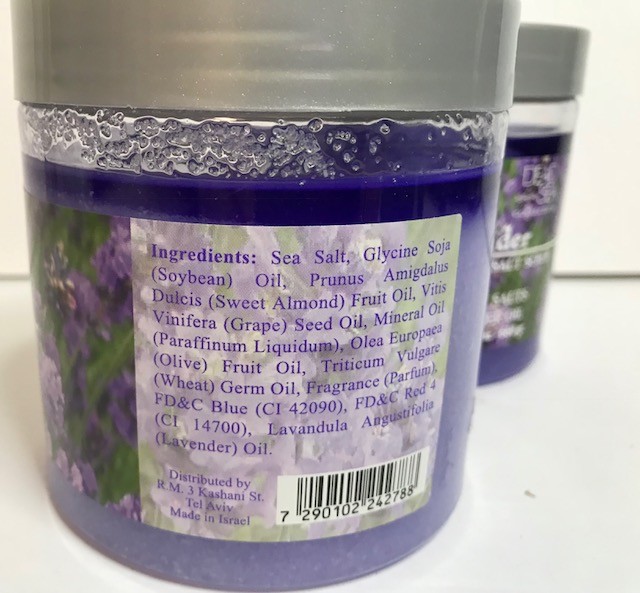 Ingredients: Sea Salt, Glycine Soja
(Soybean) Oil, Prunus Amigdalus
Dulcis (Sweet Almond) Fruit Oil, Vitis
Vinifera (Grape) Seed Oil, Mineral Oil
(Paraffinum Liquidum), Olea Europaea
(Olive) Fruit Oil, Triticum Vulgare
(Wheat) Germ Oil, Fragrance (Parfum),
FD&C Blue (CI 42090), FD&C Red 4
(CI 14700), Lavandula Angustifolia
(Lavender) Oil.
Distributed by
R.M. 3 Kashani St.
Tel Aviv
Made in Israel
7 290102 242788
der
SALTS